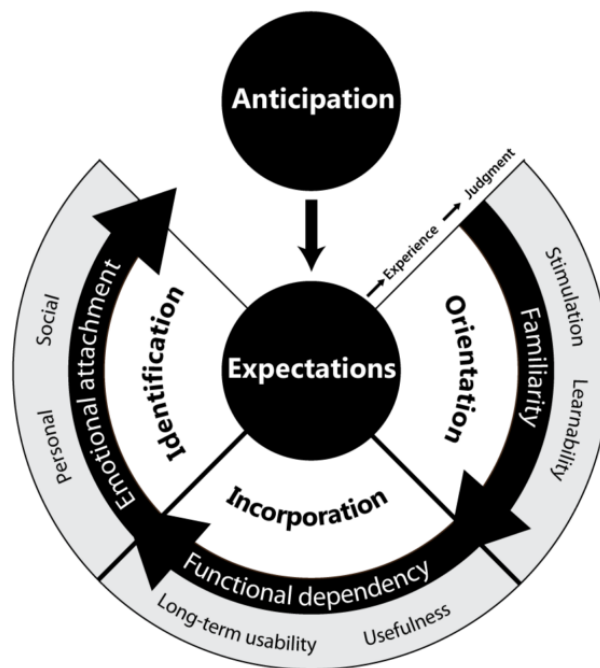 Anticipation
Judgment
Experience
Expectations
Orientation
Familiarity
Stimulation
Learnability
Incorporation
Functional dependency
Long-term usability
Usefulness
Identification
Emotional attachment
Social
Personal